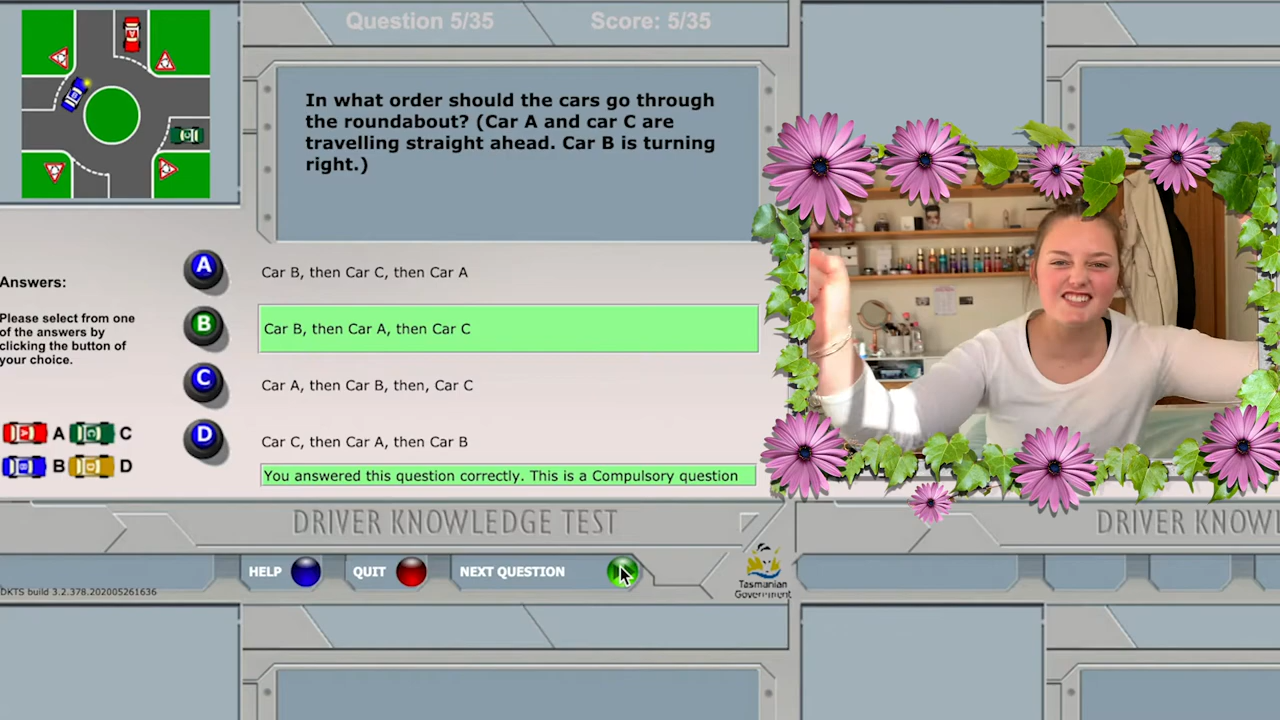 Question 5/35
Score: 5/35
In what order should the cars go through
the roundabout? (Car A and car C are
travelling straight ahead. Car B is turning
right.)
Answers:
Please select from one
of the answers by
clicking the button of
your choice.
A Car B, then Car C, then Car A
B Car B, then Car A, then Car C
C Car A, then Car B, then, Car C
D Car C, then Car A, then Car B
A C
B D
You answered this question correctly. This is a Compulsory question
DRIVER KNOWLEDGE TEST
DRIVER KNOW
HELP
QUIT
NEXT QUESTION
Tasmanian
Government
DKTS build 3.2.378.202005261636